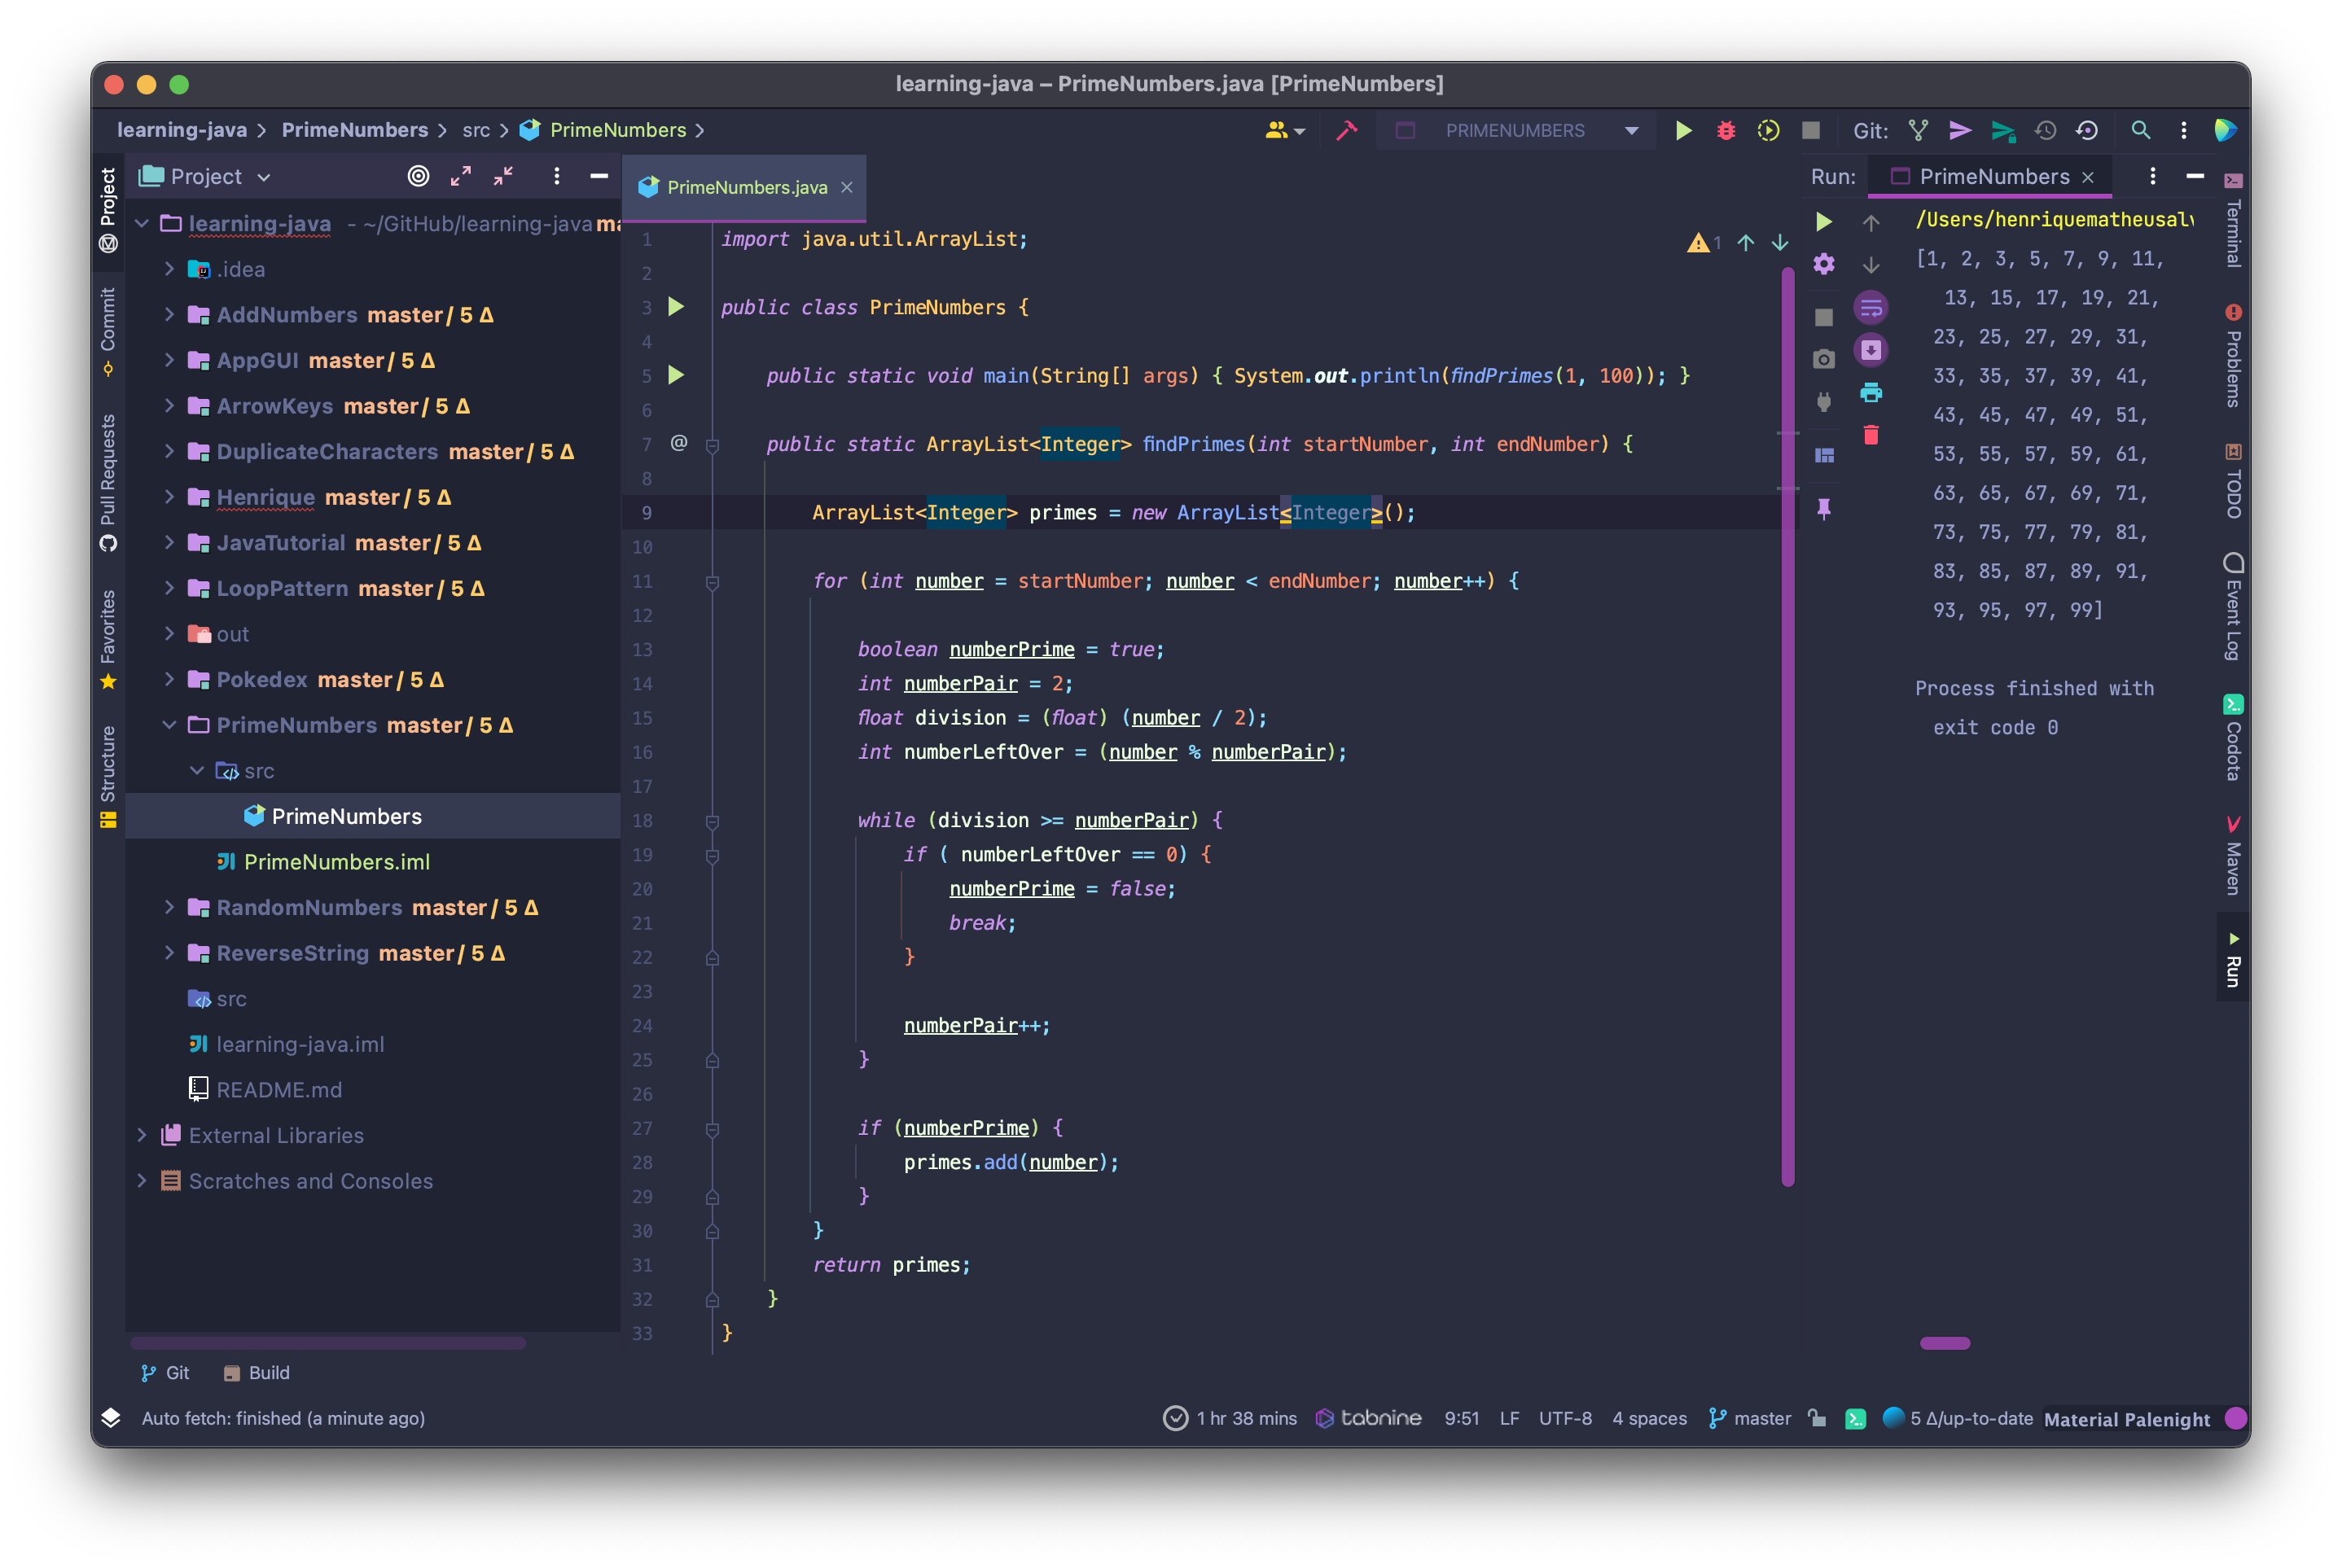 learning-java – PrimeNumbers.java [PrimeNumbers]
learning-java PrimeNumbers src PrimeNumbers
PRIMENUMBERS
Git:
Project
Commit
Pull Requests
Favorites
Structure
Project
learning-java - ~/GitHub/learning-java
.idea
AddNumbers master / 5 Δ
AppGUI master / 5 Δ
ArrowKeys master / 5 Δ
DuplicateCharacters master / 5 Δ
Henrique master / 5 Δ
JavaTutorial master / 5 Δ
LoopPattern master / 5 Δ
out
Pokedex master / 5 Δ
PrimeNumbers master / 5 Δ
src
PrimeNumbers
PrimeNumbers.iml
RandomNumbers master / 5 Δ
ReverseString master / 5 Δ
src
learning-java.iml
README.md
External Libraries
Scratches and Consoles
PrimeNumbers.java
1
1 import java.util.ArrayList;
2
3 public class PrimeNumbers {
4
5 public static void main(String[] args) { System.out.println(findPrimes(1, 100)); }
6
7 @ public static ArrayList<Integer> findPrimes(int startNumber, int endNumber) {
8
9 ArrayList<Integer> primes = new ArrayList<Integer>();
10
11 for (int number = startNumber; number < endNumber; number++) {
12
13 boolean numberPrime = true;
14 int numberPair = 2;
15 float division = (float) (number / 2);
16 int numberLeftOver = (number % numberPair);
17
18 while (division >= numberPair) {
19 if ( numberLeftOver == 0) {
20 numberPrime = false;
21 break;
22 }
23
24 numberPair++;
25 }
26
27 if (numberPrime) {
28 primes.add(number);
29 }
30 }
31 return primes;
32 }
33 }
Run: PrimeNumbers
/Users/henriquematheusalv
[1, 2, 3, 5, 7, 9, 11,
13, 15, 17, 19, 21,
23, 25, 27, 29, 31,
33, 35, 37, 39, 41,
43, 45, 47, 49, 51,
53, 55, 57, 59, 61,
63, 65, 67, 69, 71,
73, 75, 77, 79, 81,
83, 85, 87, 89, 91,
93, 95, 97, 99]
Process finished with
exit code 0
Terminal
Problems
TODO
Event Log
Codota
Maven
Run
Git Build
Auto fetch: finished (a minute ago)
1 hr 38 mins tabnine 9:51 LF UTF-8 4 spaces master 5 Δ/up-to-date Material Palenight